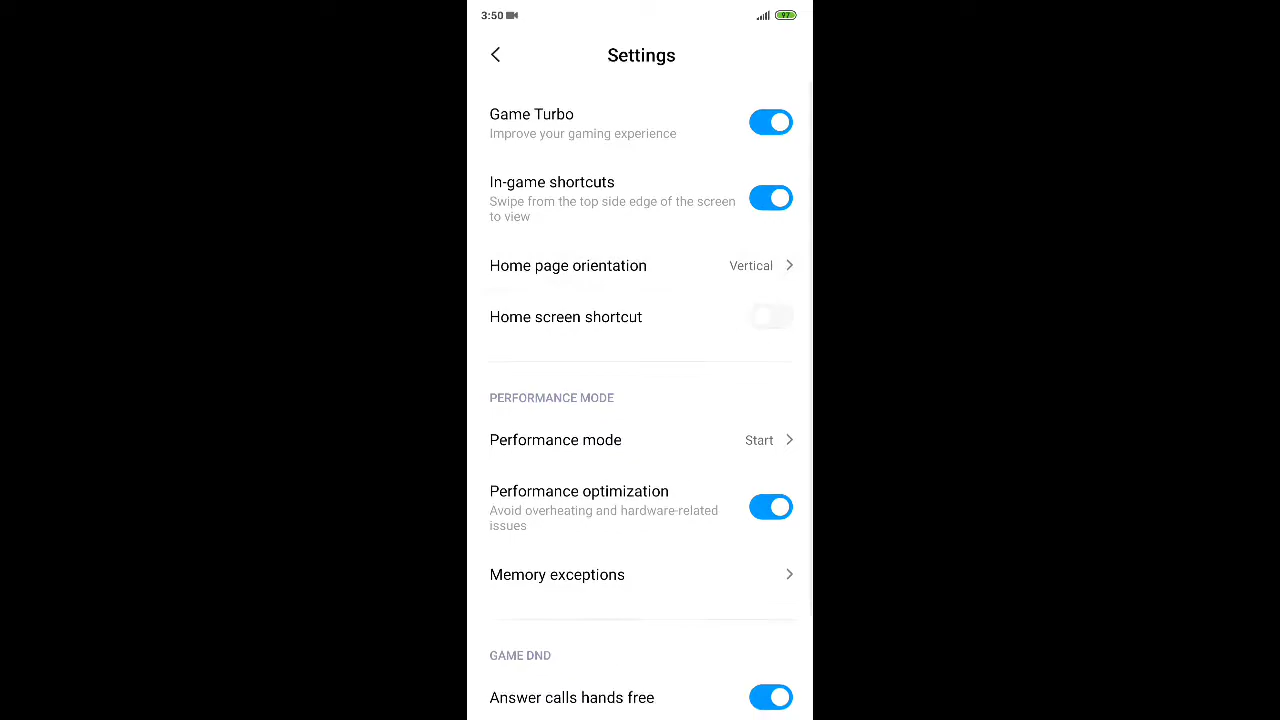 3:50
97
Settings
Game Turbo
Improve your gaming experience
In-game shortcuts
Swipe from the top side edge of the screen
to view
Home page orientation
Vertical
Home screen shortcut
PERFORMANCE MODE
Performance mode
Start
Performance optimization
Avoid overheating and hardware-related
issues
Memory exceptions
GAME DND
Answer calls hands free